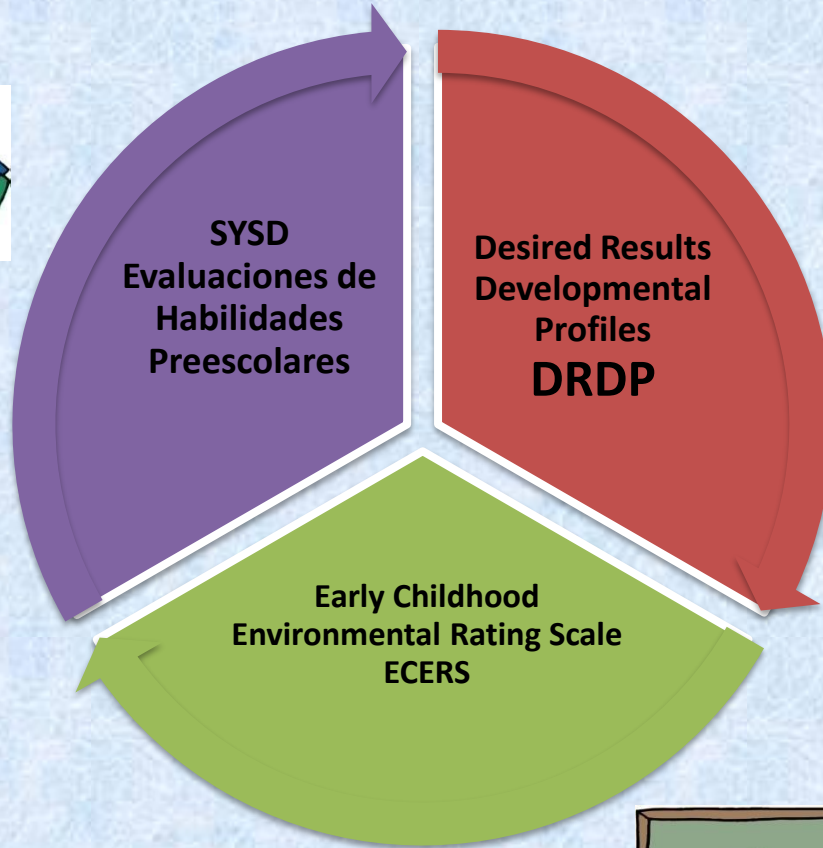 SYSD
Evaluaciones de
Habilidades
Preescolares
Desired Results
Developmental
Profiles
DRDP
Early Childhood
Environmental Rating Scale
ECERS